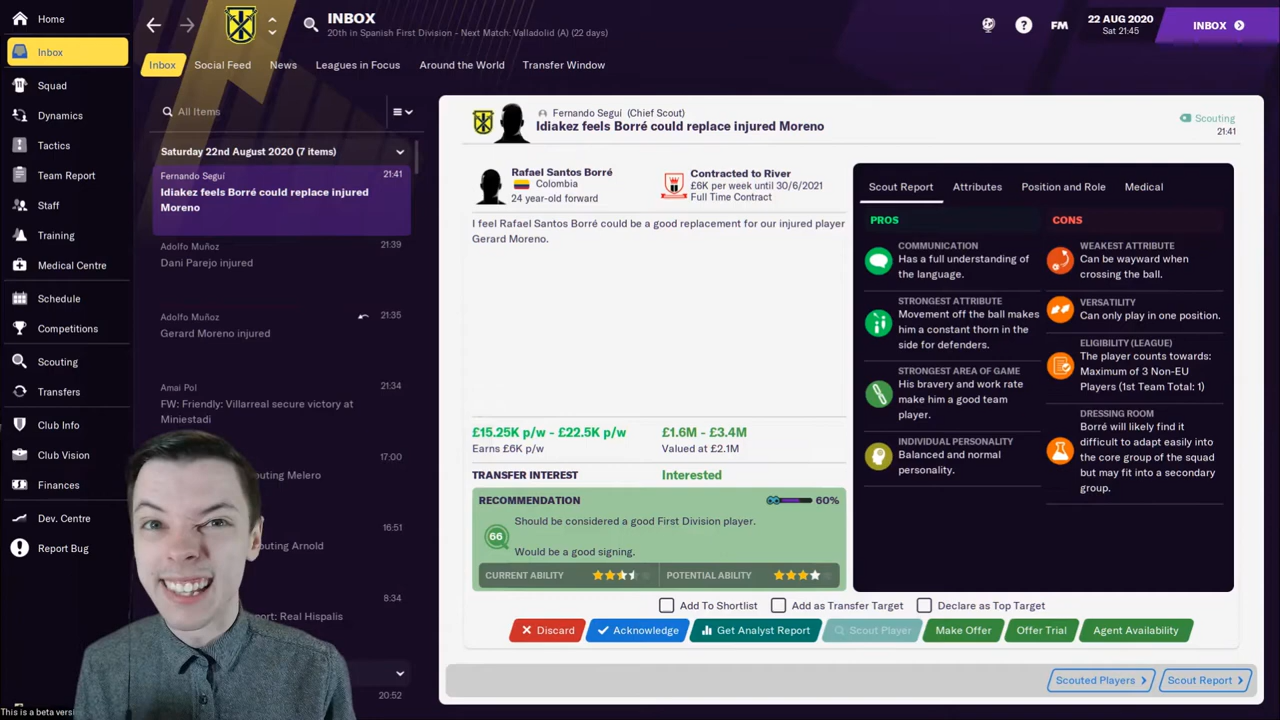 Home
Inbox
Squad
Dynamics
Tactics
Team Report
Staff
Training
Medical Centre
Schedule
Competitions
Scouting
Transfers
Club Info
Club Vision
Finances
Dev. Centre
Report Bug
This is a beta vers
INBOX
20th in Spanish First Division - Next Match: Valladolid (A) (22 days)
FM
22 AUG 2020
Sat 21:45
INBOX
Inbox
Social Feed
News
Leagues in Focus
Around the World
Transfer Window
All Items
Saturday 22nd August 2020 (7 items)
Fernando Seguí
21:41
Idiakez feels Borré could replace injured
Moreno
Adolfo Muñoz
21:39
Dani Parejo injured
Adolfo Muñoz
21:35
Gerard Moreno injured
Amai Pol
21:34
FW: Friendly: Villarreal secure victory at
Miniestadi
17:00
outing Melero
16:51
outing Arnold
8:34
port: Real Hispalis
20:52
Fernando Seguí (Chief Scout)
Idiakez feels Borré could replace injured Moreno
Scouting
21:41
Rafael Santos Borré
Colombia
24 year-old forward
Contracted to River
£6K per week until 30/6/2021
Full Time Contract
I feel Rafael Santos Borré could be a good replacement for our injured player
Gerard Moreno.
£15.25K p/w - £22.5K p/w
Earns £6K p/w
£1.6M - £3.4M
Valued at £2.1M
TRANSFER INTEREST
Interested
RECOMMENDATION
60%
66
Should be considered a good First Division player.
Would be a good signing.
CURRENT ABILITY
POTENTIAL ABILITY
Scout Report
Attributes
Position and Role
Medical
PROS
COMMUNICATION
Has a full understanding of
the language.
STRONGEST ATTRIBUTE
Movement off the ball makes
him a constant thorn in the
side for defenders.
STRONGEST AREA OF GAME
His bravery and work rate
make him a good team
player.
INDIVIDUAL PERSONALITY
Balanced and normal
personality.
CONS
WEAKEST ATTRIBUTE
Can be wayward when
crossing the ball.
VERSATILITY
Can only play in one position.
ELIGIBILITY (LEAGUE)
The player counts towards:
Maximum of 3 Non-EU
Players (1st Team Total: 1)
DRESSING ROOM
Borré will likely find it
difficult to adapt easily into
the core group of the squad
but may fit into a secondary
group.
Add To Shortlist
Add as Transfer Target
Declare as Top Target
Discard
Acknowledge
Get Analyst Report
Scout Player
Make Offer
Offer Trial
Agent Availability
Scouted Players
Scout Report